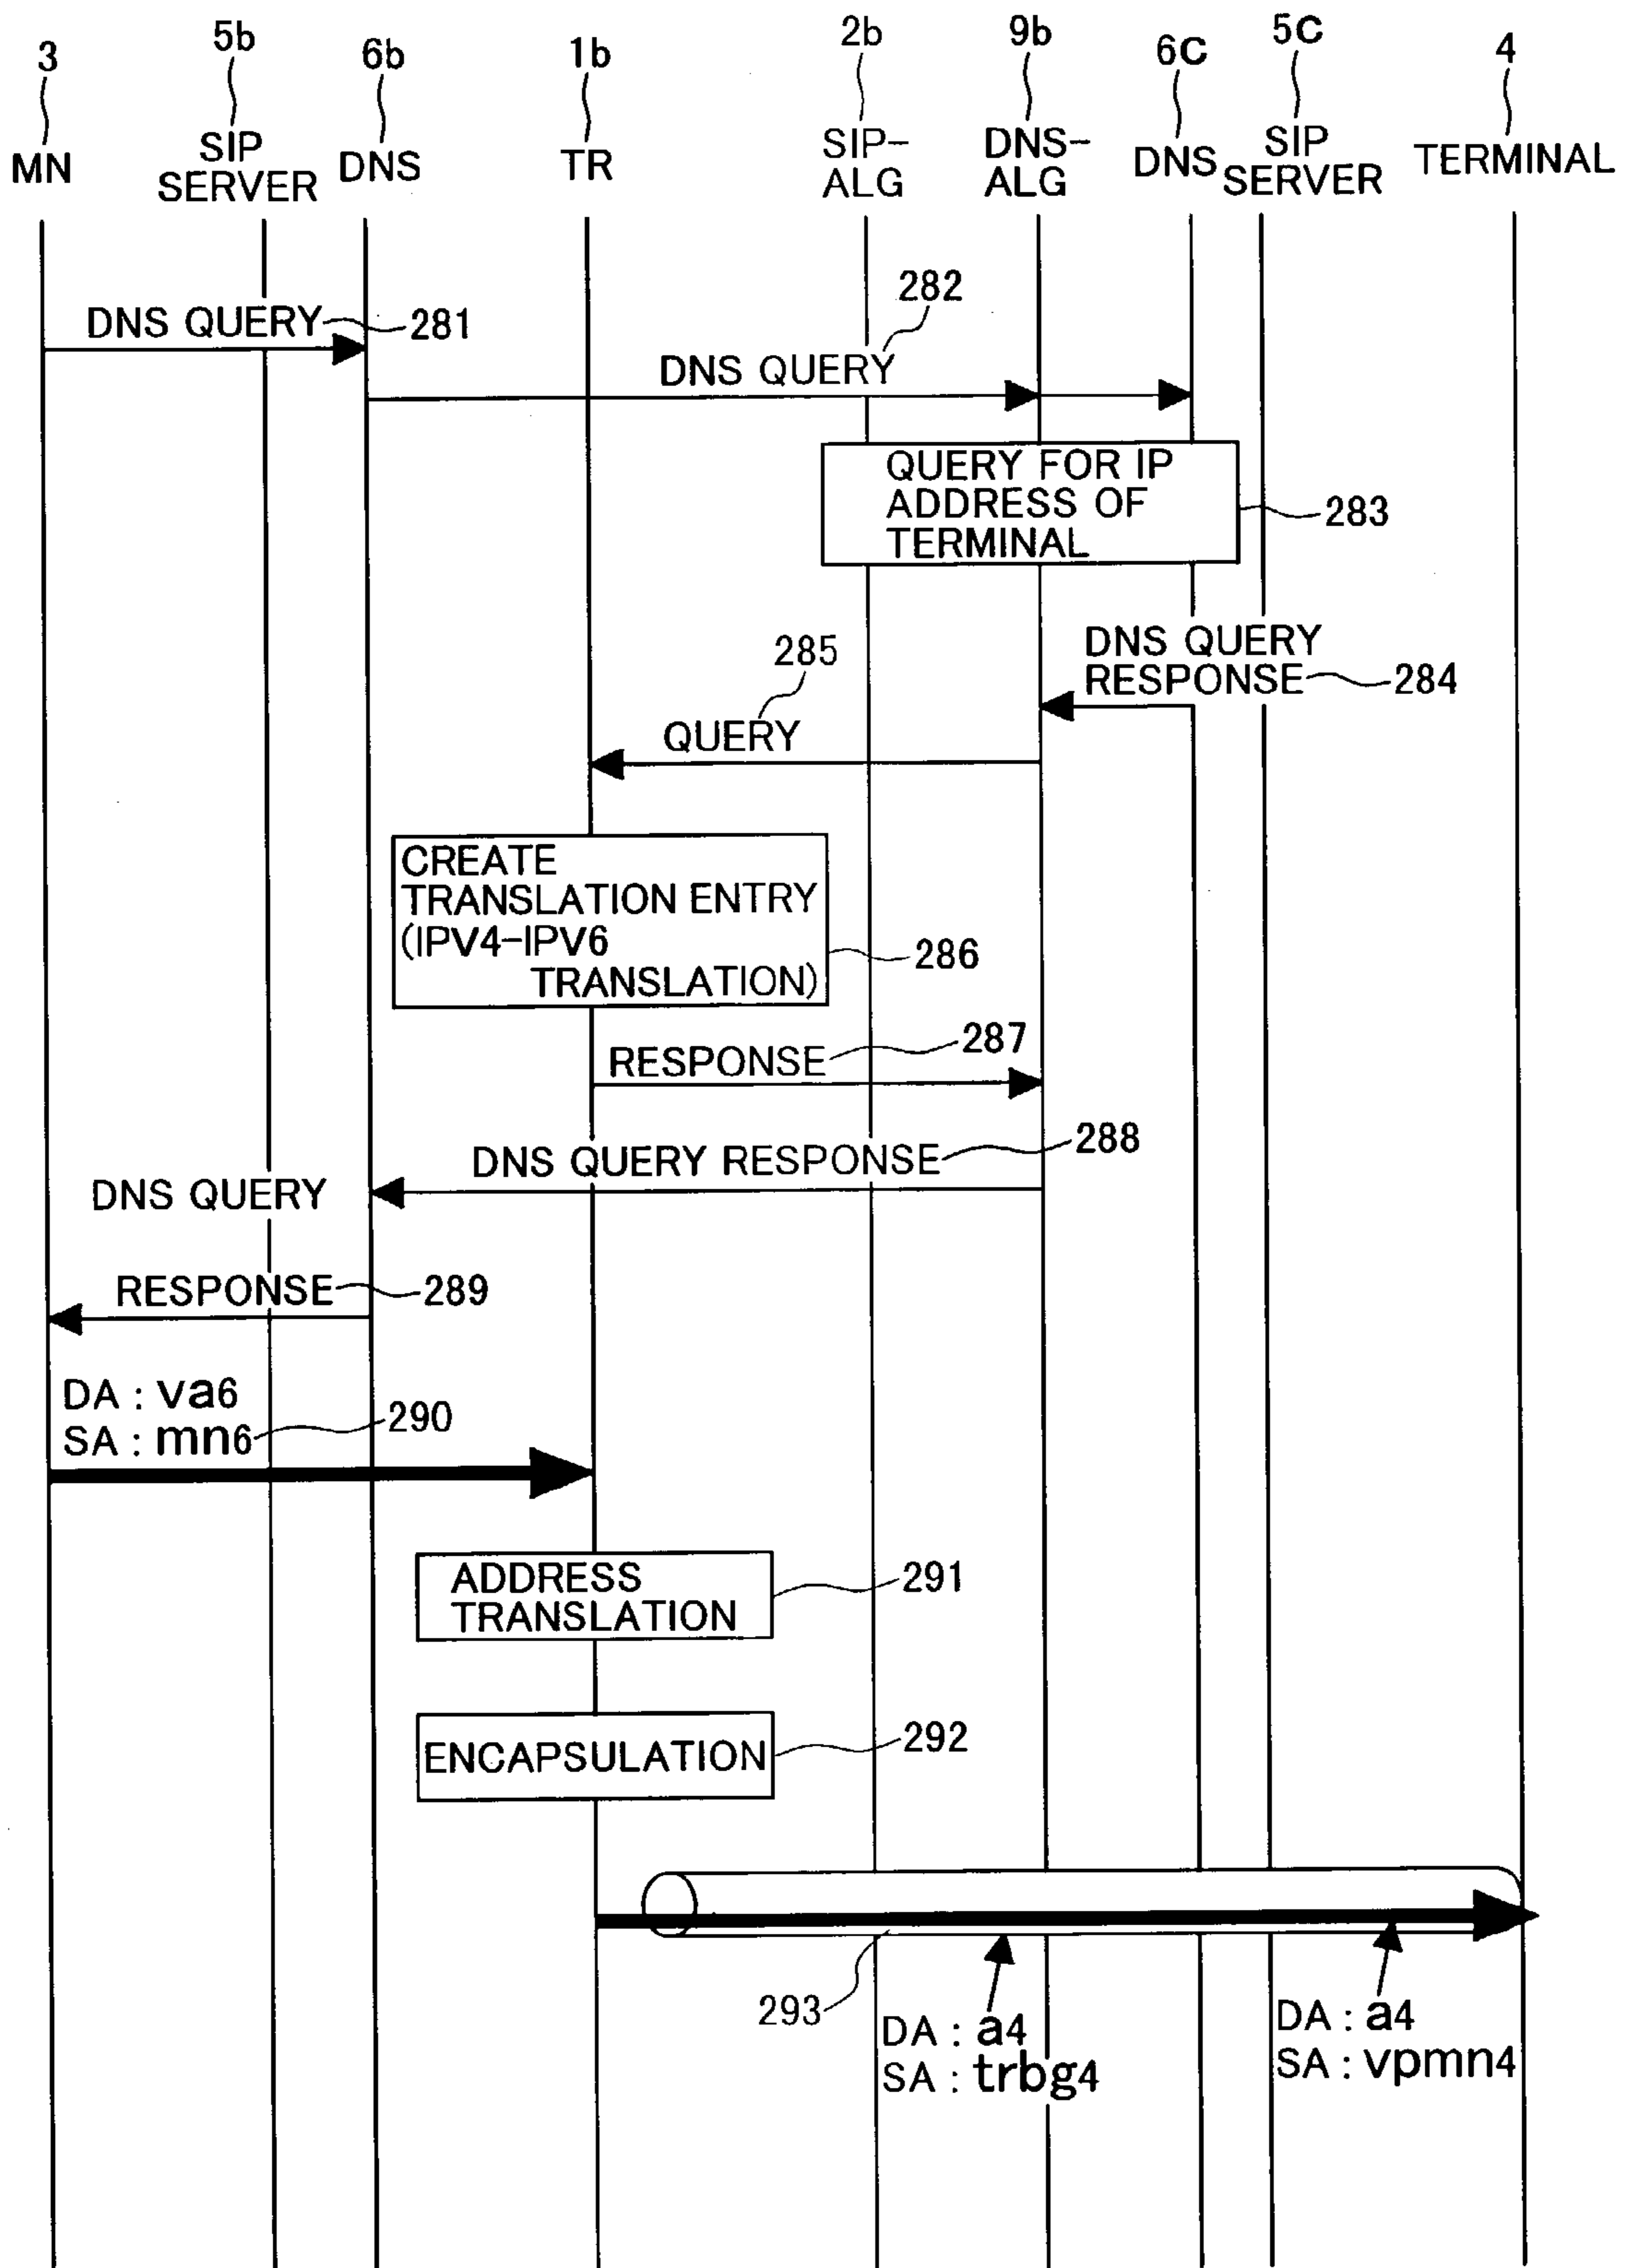 3
5b
6b
1b
2b
9b
6C
5C
4
MN
SIP
SERVER
DNS
TR
SIP-
ALG
DNS-
ALG
DNS
SIP
SERVER
TERMINAL
DNS QUERY
281
282
DNS QUERY
QUERY FOR IP
ADDRESS OF
TERMINAL
283
DNS QUERY
RESPONSE
284
285
QUERY
CREATE
TRANSLATION ENTRY
(IPV4-IPV6
TRANSLATION)
286
RESPONSE
287
DNS QUERY RESPONSE
288
DNS QUERY
RESPONSE
289
DA : va6
SA : mn6
290
ADDRESS
TRANSLATION
291
ENCAPSULATION
292
293
DA : a4
SA : trbg4
DA : a4
SA : vpmn4